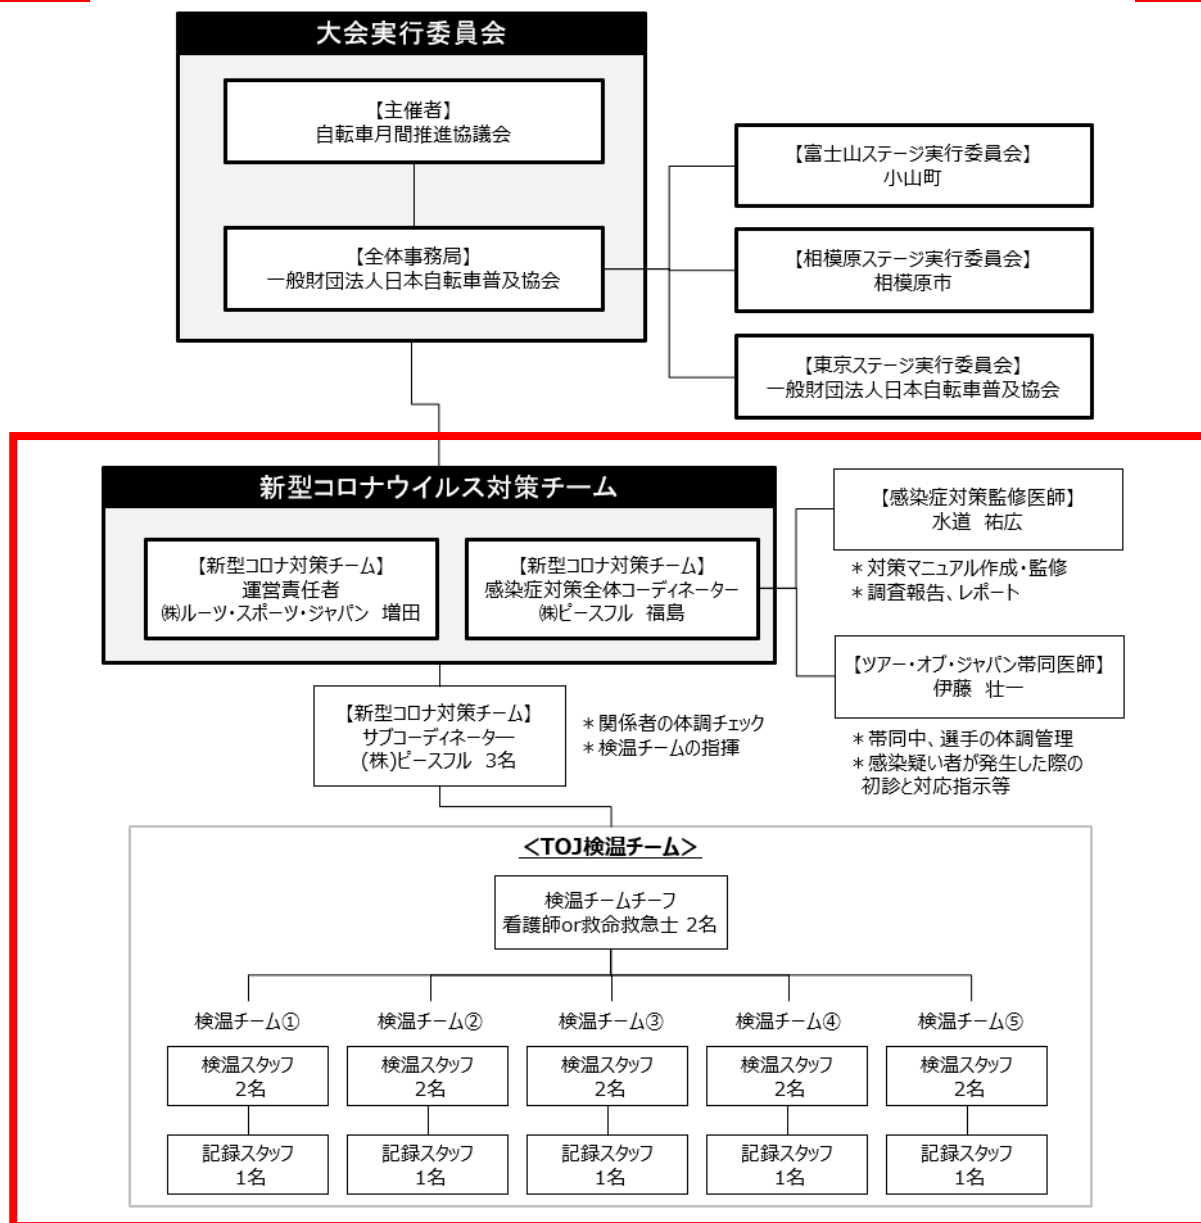 大会実行委員会
【主催者】
自転車月間推進協議会
【全体事務局】
一般財団法人日本自転車普及協会
【富士山ステージ実行委員会】
小山町
【相模原ステージ実行委員会】
相模原市
【東京ステージ実行委員会】
一般財団法人日本自転車普及協会
新型コロナウイルス対策チーム
【新型コロナ対策チーム】
運営責任者
㈱ルーツ・スポーツ・ジャパン 増田
【新型コロナ対策チーム】
感染症対策全体コーディネーター
㈱ピースフル 福島
【感染症対策監修医師】
水道 祐広
＊対策マニュアル作成・監修
＊調査報告、レポート
【ツアー・オブ・ジャパン帯同医師】
伊藤 壮一
＊帯同中、選手の体調管理
＊感染疑い者が発生した際の
初診と対応指示等
【新型コロナ対策チーム】
サブコーディネーター
(株)ピースフル 3名
＊関係者の体調チェック
＊検温チームの指揮
＜TOJ検温チーム＞
検温チームチーフ
看護師or救命救急士 2名
検温チーム① 検温チーム② 検温チーム③ 検温チーム④ 検温チーム⑤
検温スタッフ 検温スタッフ 検温スタッフ 検温スタッフ 検温スタッフ
2名 2名 2名 2名 2名
記録スタッフ 記録スタッフ 記録スタッフ 記録スタッフ 記録スタッフ
1名 1名 1名 1名 1名